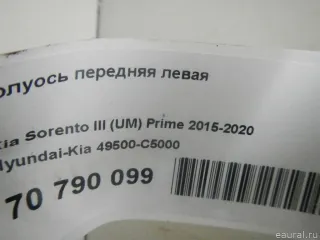 олуось передняя левая
Kia Sorento III (UM) Prime 2015-2020
Hyundai-Kia 49500-C5000
70 790 099
eaural.ru